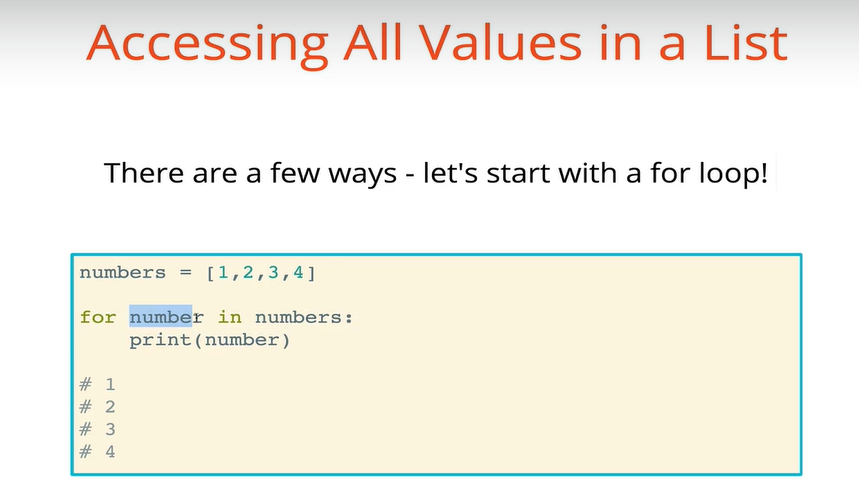 Accessing All Values in a List
There are a few ways - let's start with a for loop!
numbers = [1,2,3,4]
for number in numbers:
    print(number)
# 1
# 2
# 3
# 4